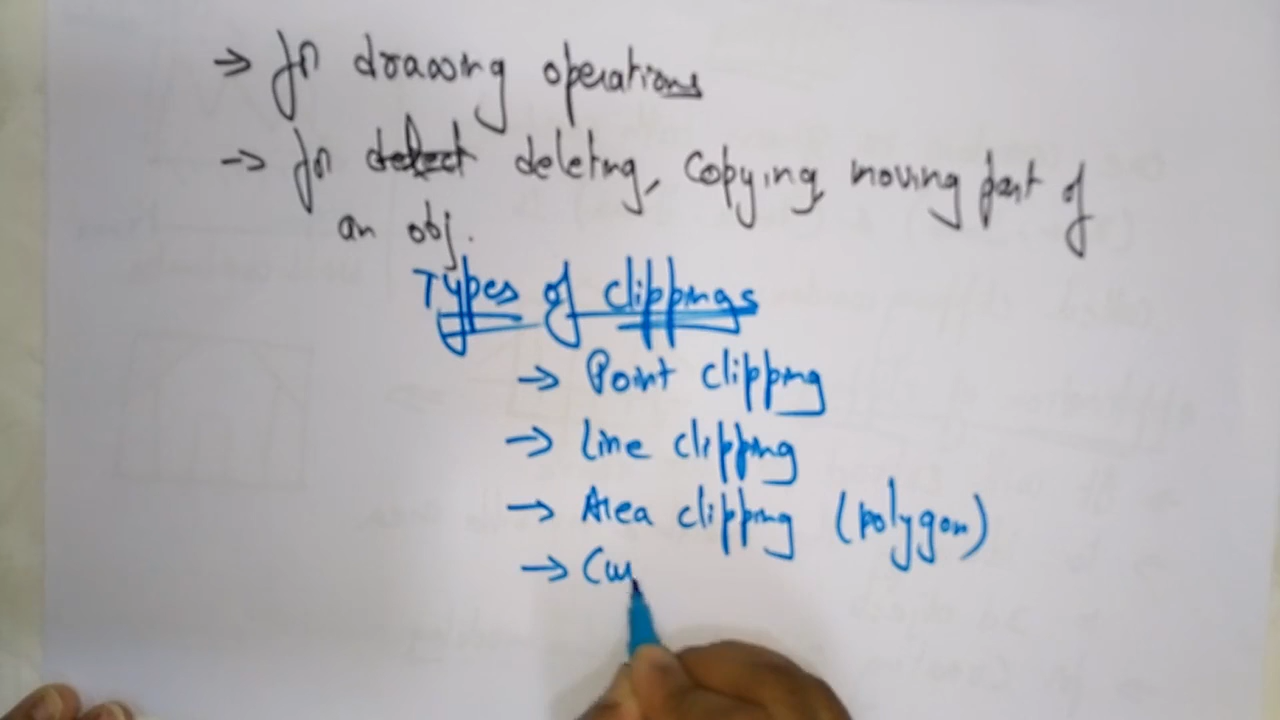 → In drawing operations
→ In delect deleting, copying, moving part of
an obj.
Types of clippings
→ Point clipping
→ Line clipping
→ Area clipping (polygon)
→ Cu